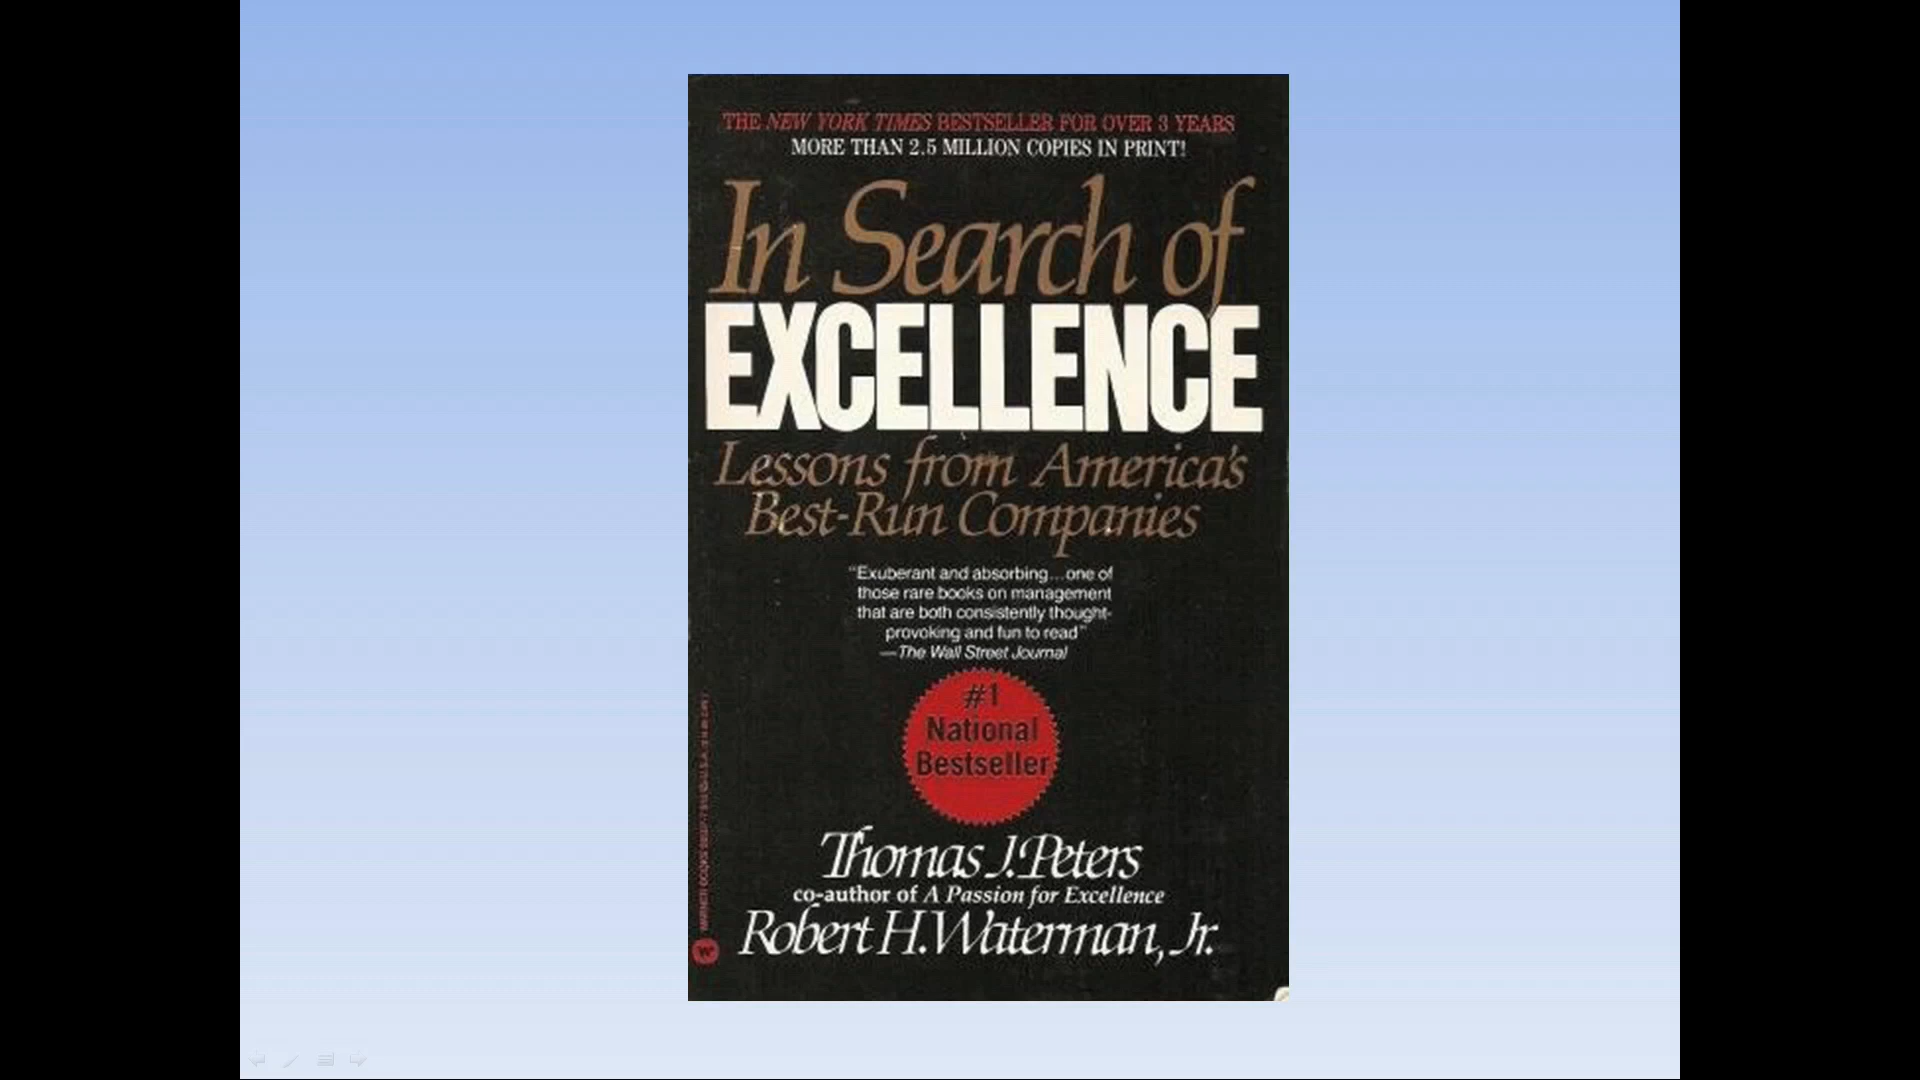 THE NEW YORK TIMES BESTSELLER FOR OVER 3 YEARS
MORE THAN 2.5 MILLION COPIES IN PRINT!
In Search of
EXCELLENCE
Lessons from America's
Best-Run Companies
"Exuberant and absorbing...one of
those rare books on management
that are both consistently thought-
provoking and fun to read"
—The Wall Street Journal
#1
National
Bestseller
Thomas J. Peters
co-author of A Passion for Excellence
Robert H. Waterman, Jr.
WARNER BOOKS
W